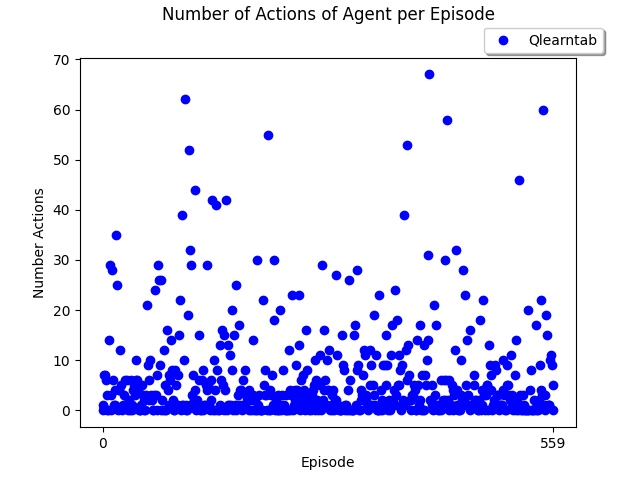 Number of Actions of Agent per Episode
Qlearntab
70
60
50
40
30
20
10
0
Number Actions
0 559
Episode